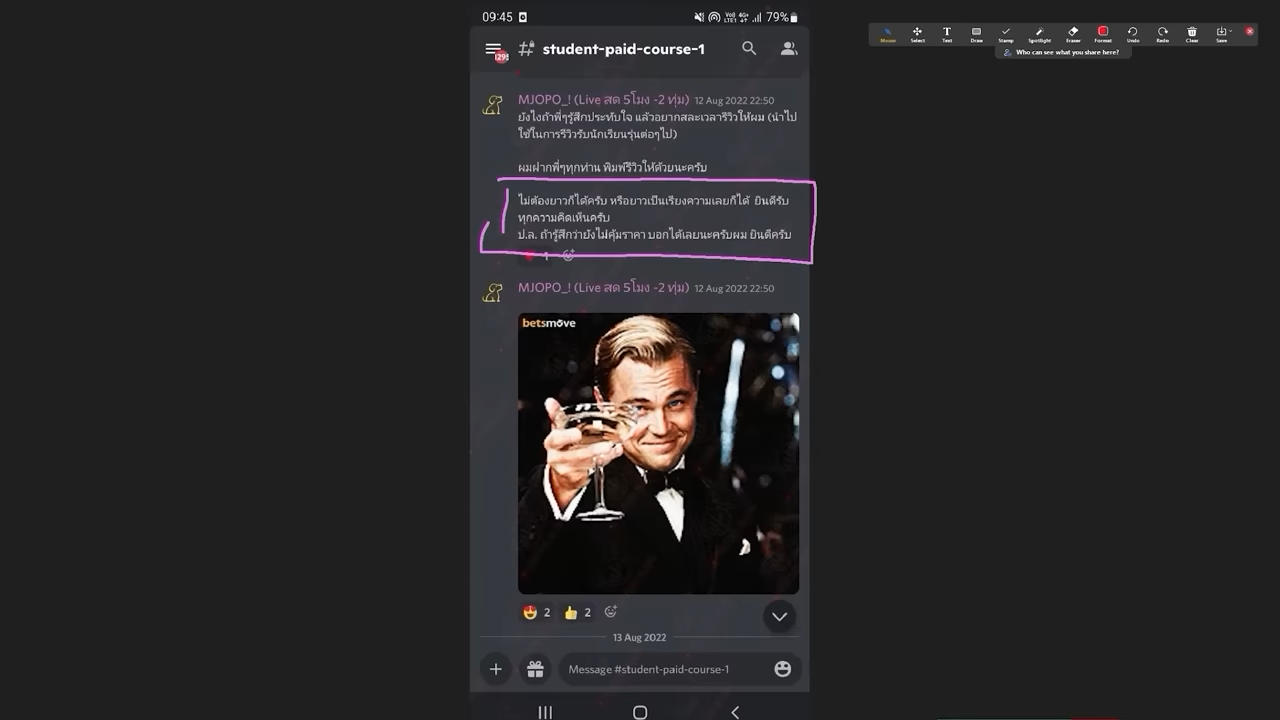 09:45
Vo) 4G+
LTE1
79%
Mouse Select Text Draw Stamp Spotlight Eraser Format Undo Redo Clear Save
Who can see what you share here?
student-paid-course-1
MJOPO_! (Live สด 5โมง -2 ทุ่ม) 12 Aug 2022 22:50
ยังไงถ้าพี่ๆรู้สึกประทับใจ แล้วอยากสละเวลารีวิวให้ผม (นำไป
ใช้ในการรีวิวรับนักเรียนรุ่นต่อๆไป)
ผมฝากพี่ๆทุกท่าน พิมพ์รีวิวให้ด้วยนะครับ
ไม่ต้องยาวก็ได้ครับ หรือยาวเป็นเรียงความเลยก็ได้ ยินดีรับ
ทุกความคิดเห็นครับ
ป.ล. ถ้ารู้สึกว่ายังไม่คุ้มราคา บอกได้เลยนะครับผม ยินดีครับ
1
MJOPO_! (Live สด 5โมง -2 ทุ่ม) 12 Aug 2022 22:50
betsmove
2 2
13 Aug 2022
Message #student-paid-course-1